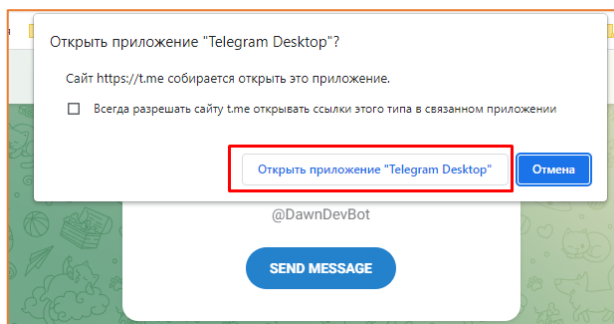 Открыть приложение "Telegram Desktop"?
Сайт https://t.me собирается открыть это приложение.
Всегда разрешать сайту t.me открывать ссылки этого типа в связанном приложении
Открыть приложение "Telegram Desktop"
Отмена
@DawnDevBot
SEND MESSAGE